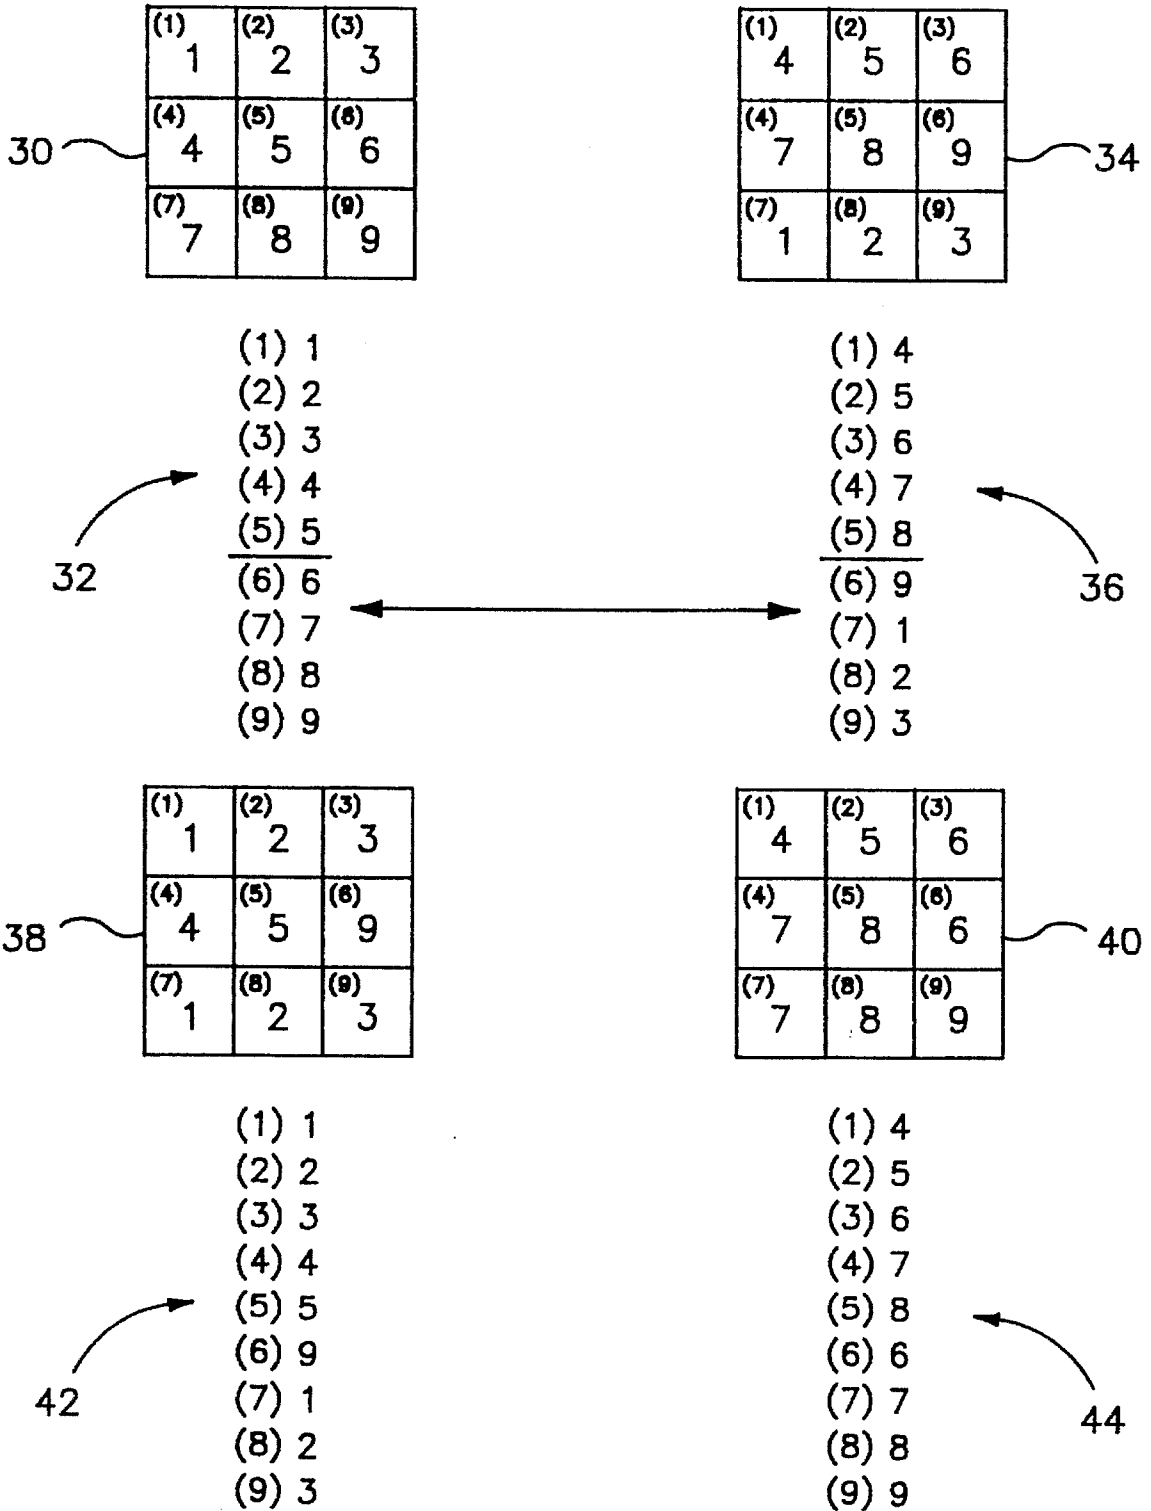 (1) (2) (3) (1) (2) (3)
1 2 3 4 5 6
(4) (5) (6) (4) (5) (6)
30 4 5 6 7 8 9 34
(7) (8) (9) (7) (8) (9)
7 8 9 1 2 3
(1) 1 (1) 4
(2) 2 (2) 5
(3) 3 (3) 6
(4) 4 (4) 7
(5) 5 (5) 8
32 (6) 6 (6) 9 36
(7) 7 (7) 1
(8) 8 (8) 2
(9) 9 (9) 3
(1) (2) (3) (1) (2) (3)
1 2 3 4 5 6
(4) (5) (6) (4) (5) (6)
38 4 5 9 7 8 6 40
(7) (8) (9) (7) (8) (9)
1 2 3 7 8 9
(1) 1 (1) 4
(2) 2 (2) 5
(3) 3 (3) 6
(4) 4 (4) 7
(5) 5 (5) 8
(6) 9 (6) 6
42 (7) 1 (7) 7 44
(8) 2 (8) 8
(9) 3 (9) 9